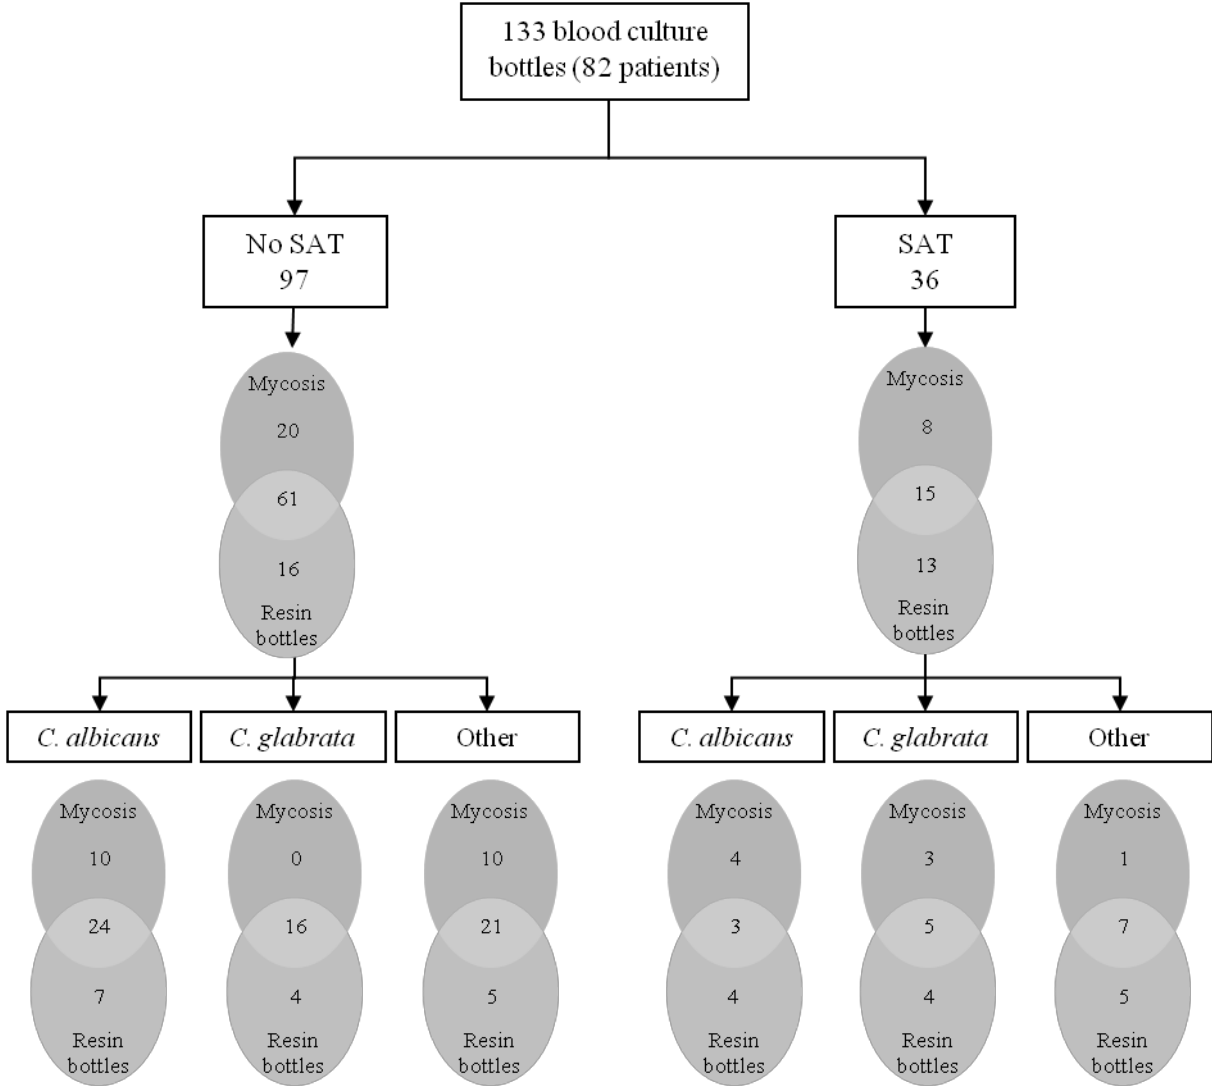 133 blood culture
bottles (82 patients)
No SAT
97
SAT
36
Mycosis
20
61
16
Resin
bottles
Mycosis
8
15
13
Resin
bottles
C. albicans
C. glabrata
Other
C. albicans
C. glabrata
Other
Mycosis
10
24
7
Resin
bottles
Mycosis
0
16
4
Resin
bottles
Mycosis
10
21
5
Resin
bottles
Mycosis
4
3
4
Resin
bottles
Mycosis
3
5
4
Resin
bottles
Mycosis
1
7
5
Resin
bottles